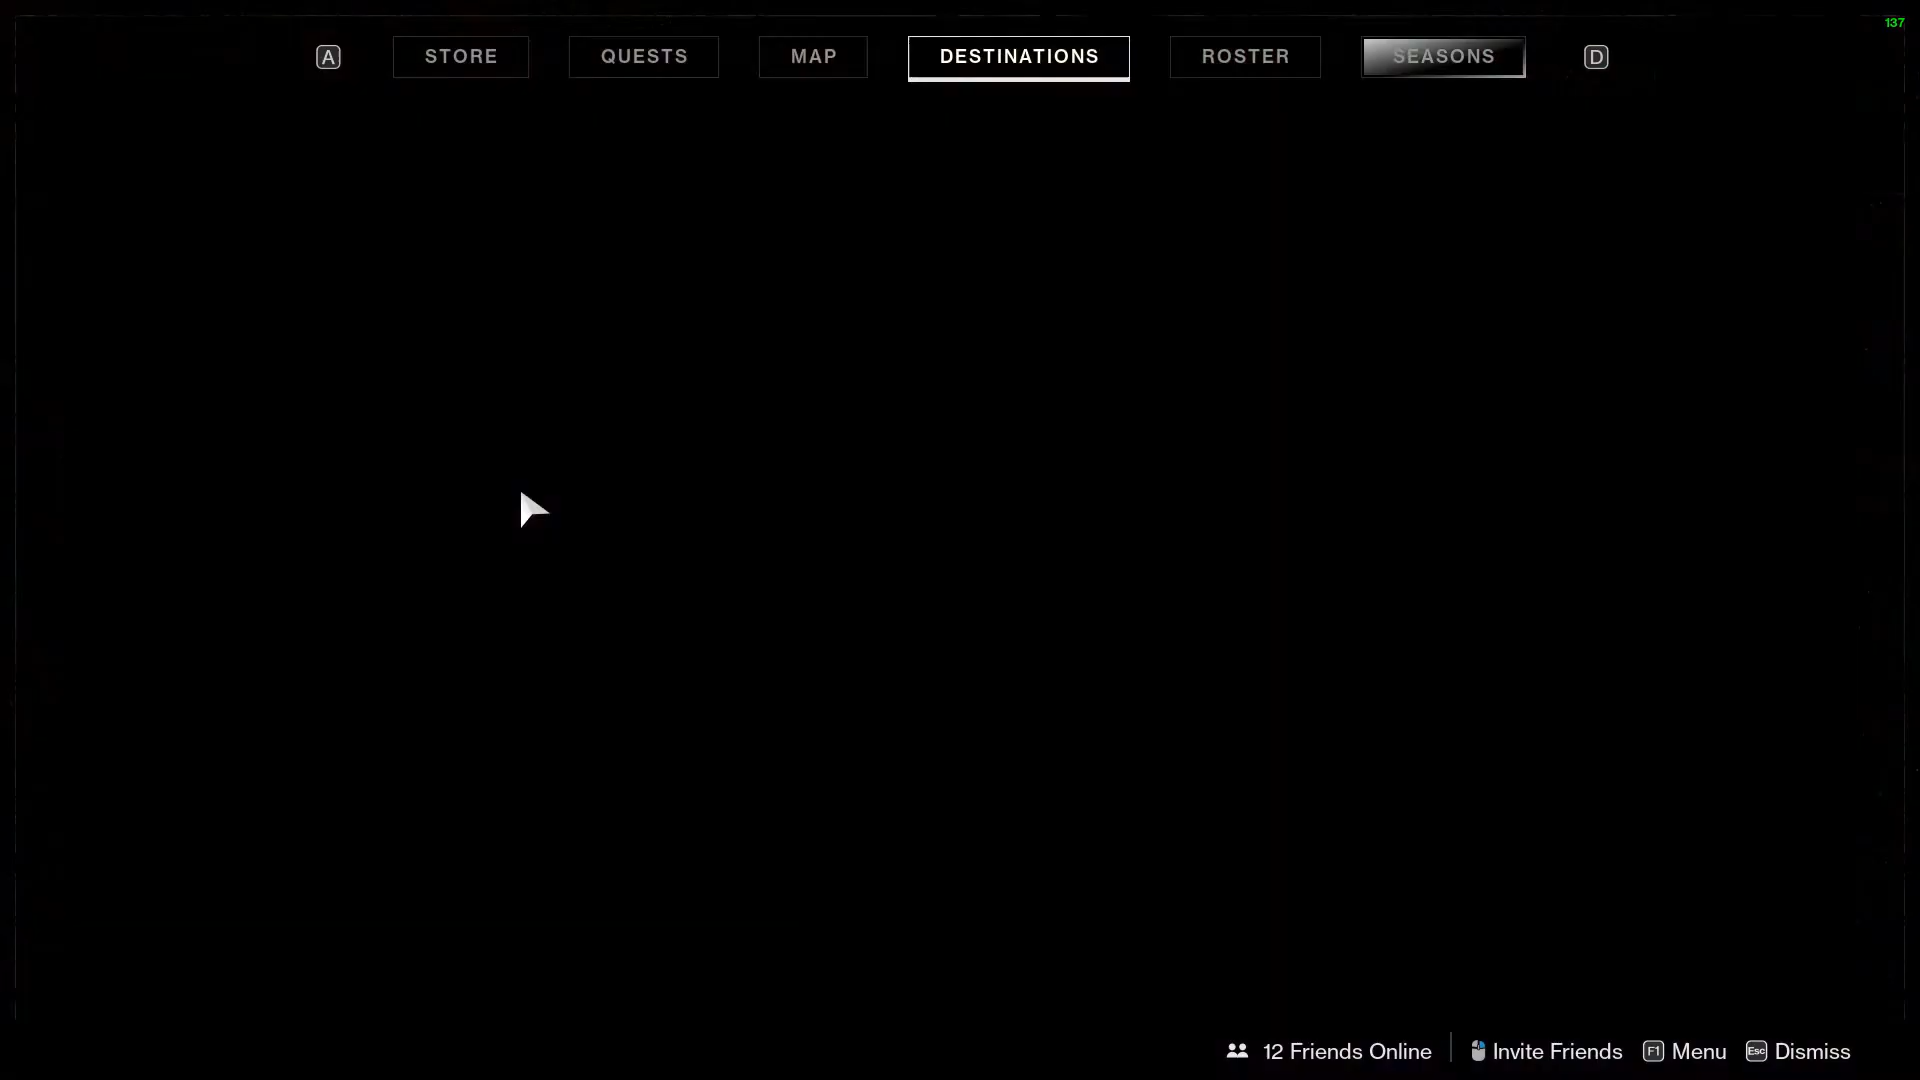 137
A STORE QUESTS MAP DESTINATIONS ROSTER SEASONS D
12 Friends Online Invite Friends F1 Menu Esc Dismiss